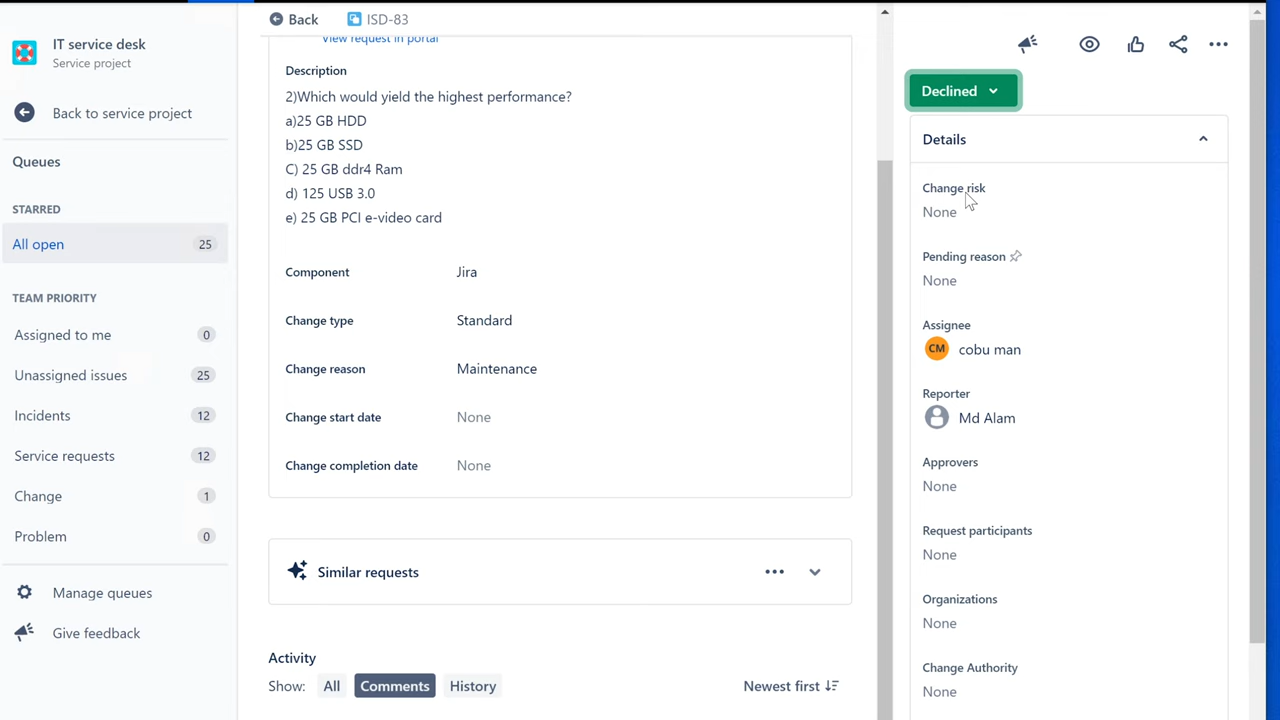 IT service desk
Service project
Back to service project
Queues
STARRED
All open 25
TEAM PRIORITY
Assigned to me 0
Unassigned issues 25
Incidents 12
Service requests 12
Change 1
Problem 0
Manage queues
Give feedback
Back ISD-83
View request in portal
Description
2)Which would yield the highest performance?
a)25 GB HDD
b)25 GB SSD
C) 25 GB ddr4 Ram
d) 125 USB 3.0
e) 25 GB PCI e-video card
Component Jira
Change type Standard
Change reason Maintenance
Change start date None
Change completion date None
Similar requests
Activity
Show: All Comments History Newest first
Declined
Details
Change risk
None
Pending reason
None
Assignee
CM cobu man
Reporter
Md Alam
Approvers
None
Request participants
None
Organizations
None
Change Authority
None